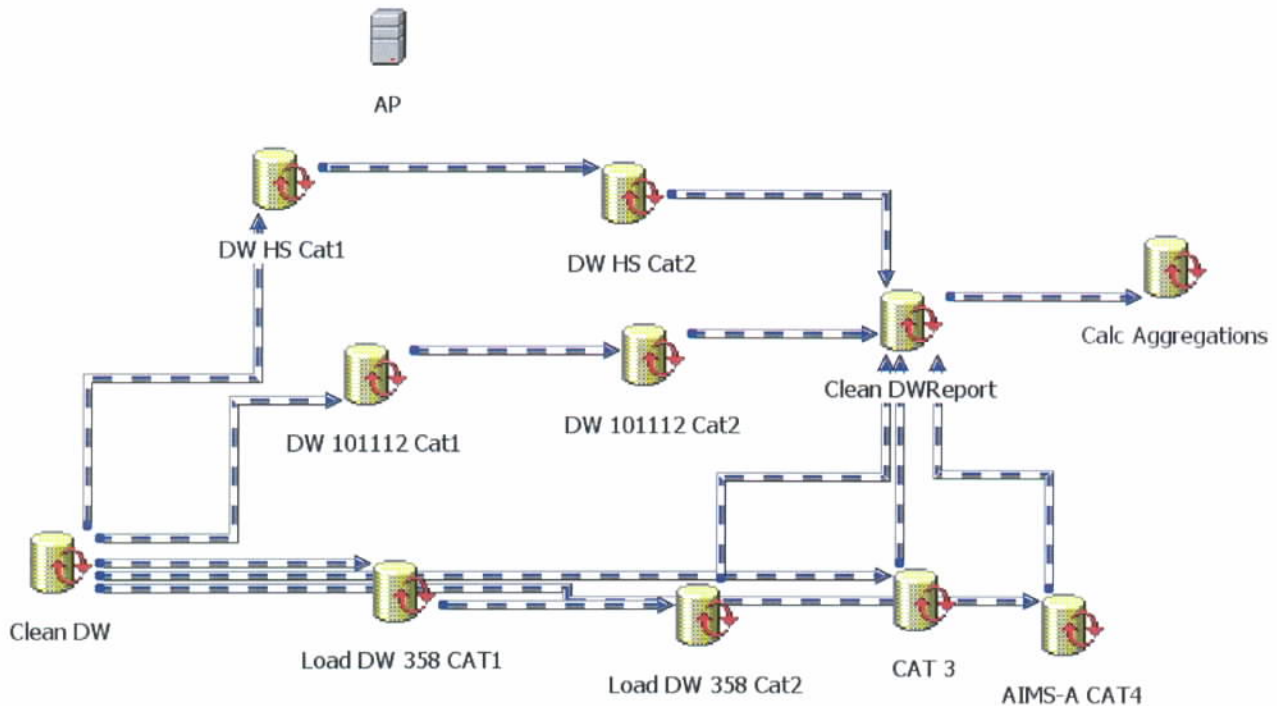 AP
DW HS Cat1
DW HS Cat2
Calc Aggregations
Clean DWReport
DW 101112 Cat1
DW 101112 Cat2
Clean DW
Load DW 358 CAT1
Load DW 358 Cat2
CAT 3
AIMS-A CAT4